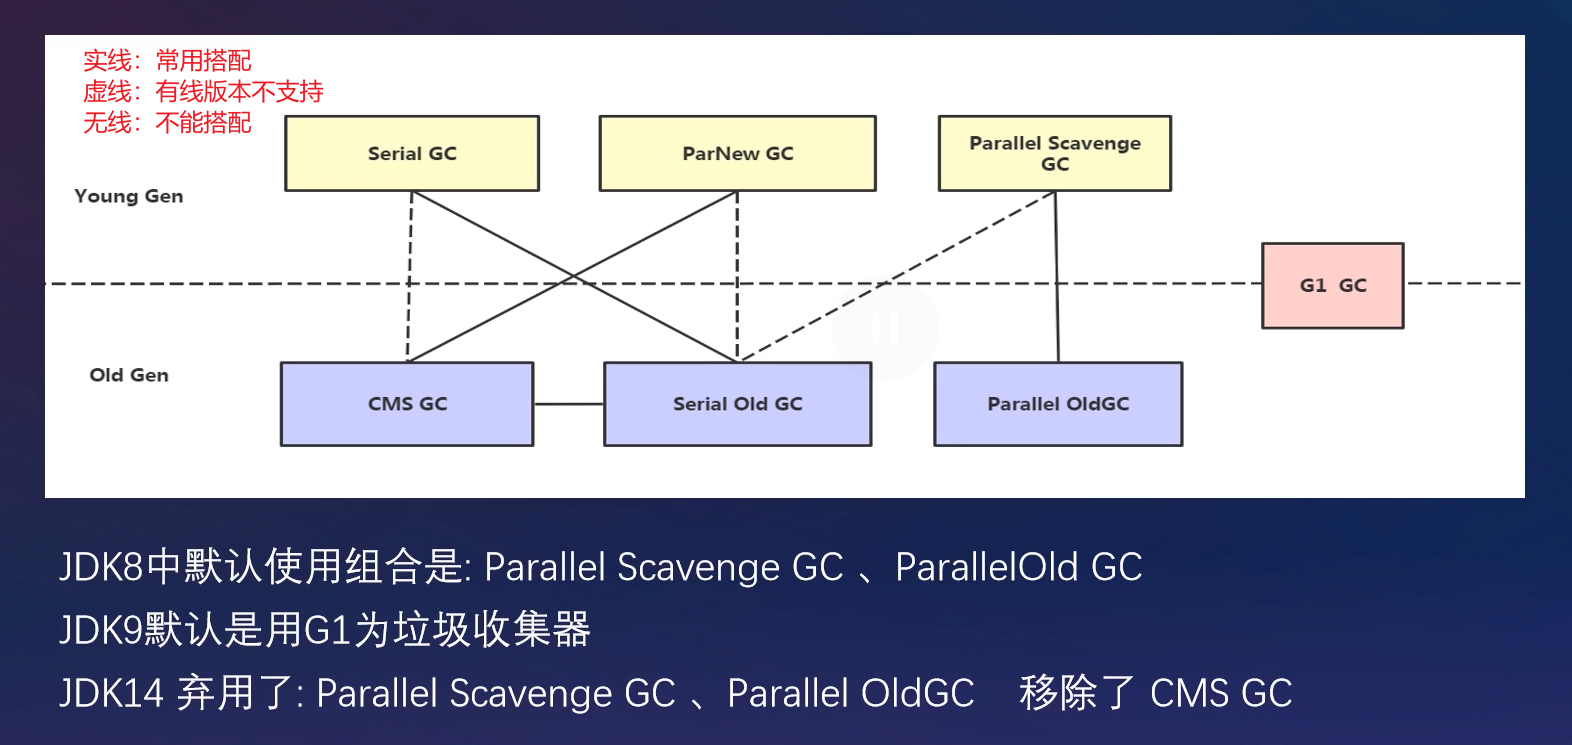 实线：常用搭配
虚线：有线版本不支持
无线：不能搭配
Serial GC
ParNew GC
Parallel Scavenge
GC
Young Gen
G1 GC
Old Gen
CMS GC
Serial Old GC
Parallel OldGC
JDK8中默认使用组合是: Parallel Scavenge GC 、ParallelOld GC
JDK9默认是用G1为垃圾收集器
JDK14 弃用了: Parallel Scavenge GC 、Parallel OldGC 移除了 CMS GC